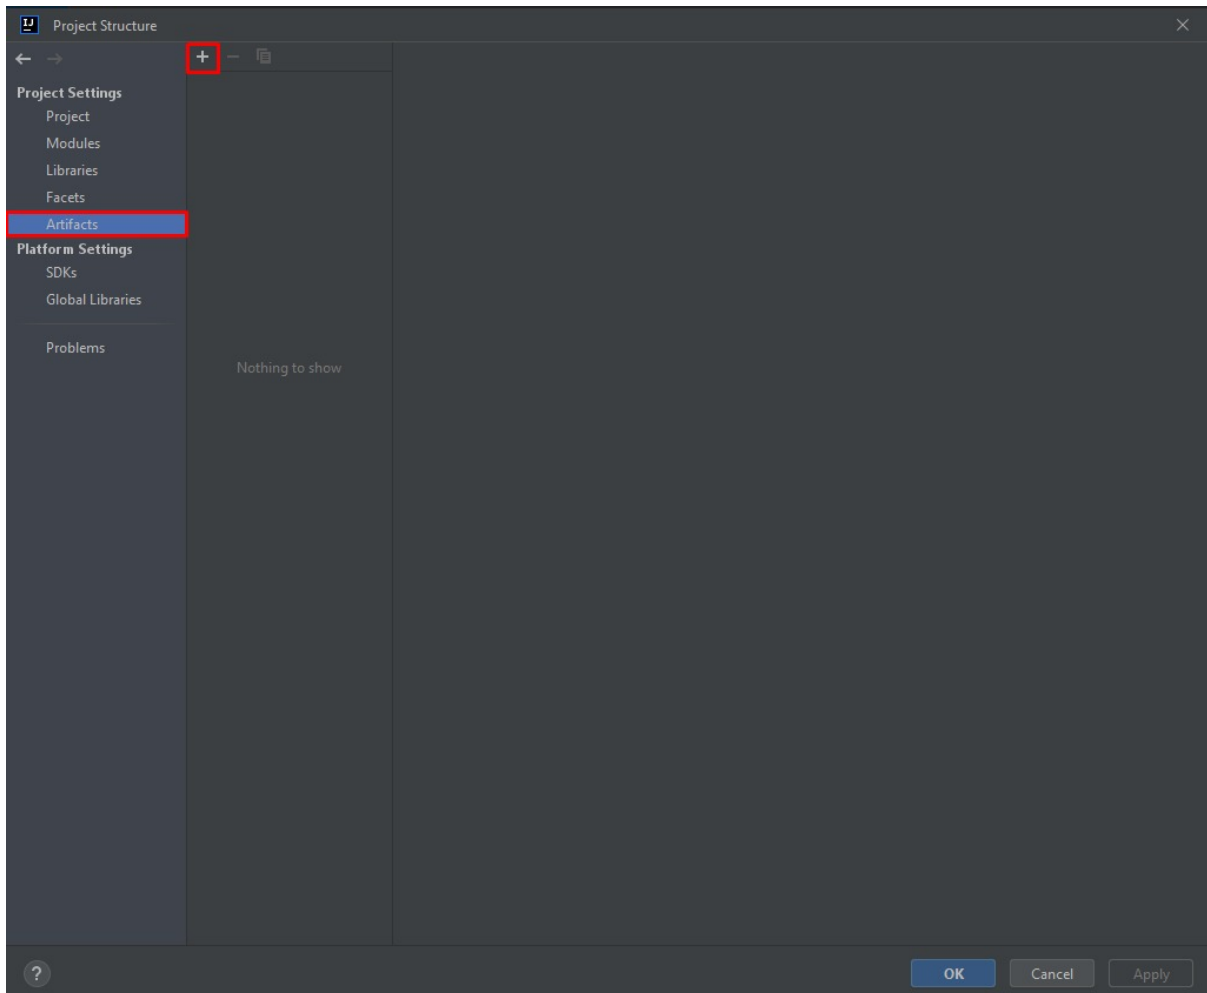 IJ Project Structure
Project Settings
Project
Modules
Libraries
Facets
Artifacts
Platform Settings
SDKs
Global Libraries
Problems
Nothing to show
?
OK Cancel Apply